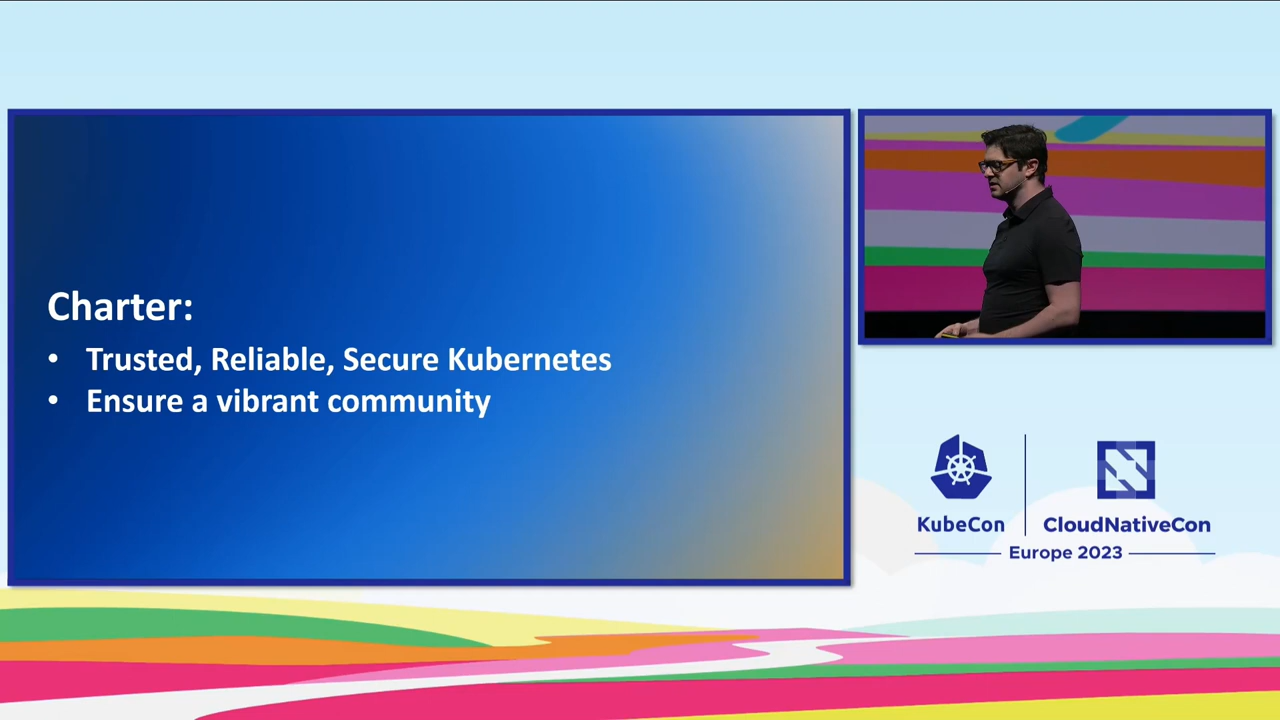 Charter:
• Trusted, Reliable, Secure Kubernetes
• Ensure a vibrant community
KubeCon
CloudNativeCon
Europe 2023